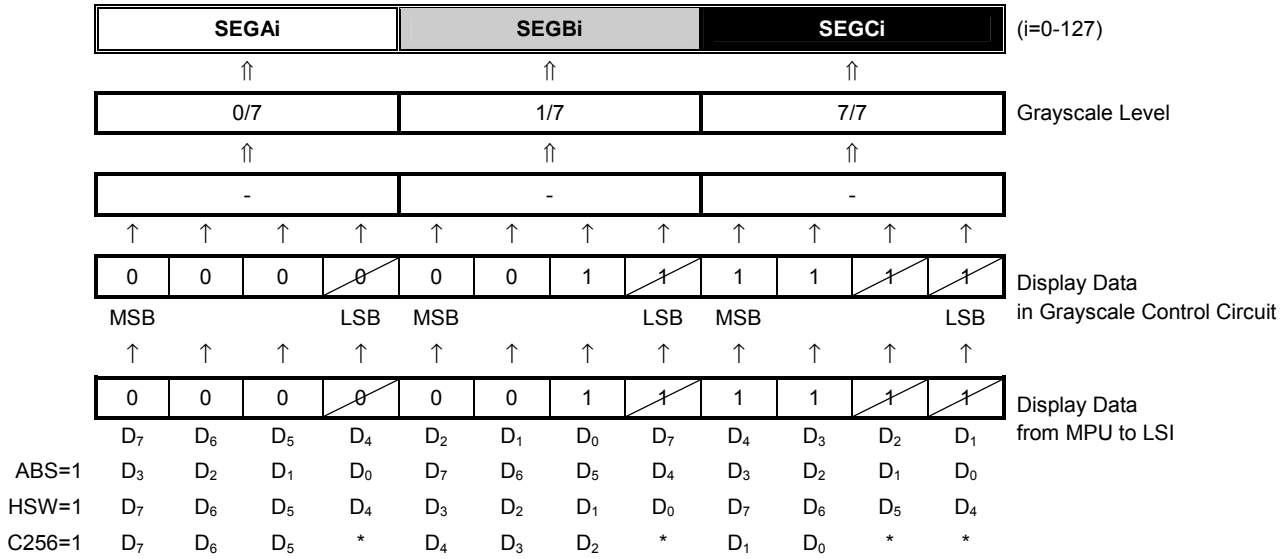 SEGAi SEGBi SEGCi (i=0-127)
⇑ ⇑ ⇑
0/7 1/7 7/7 Grayscale Level
⇑ ⇑ ⇑
- - -
↑ ↑ ↑ ↑ ↑ ↑ ↑ ↑ ↑ ↑ ↑ ↑
0 0 0 0 0 0 1 1 1 1 1 1 Display Data
MSB LSB MSB LSB MSB LSB in Grayscale Control Circuit
↑ ↑ ↑ ↑ ↑ ↑ ↑ ↑ ↑ ↑ ↑ ↑
0 0 0 0 0 0 1 1 1 1 1 1 Display Data
D₇ D₆ D₅ D₄ D₂ D₁ D₀ D₇ D₄ D₃ D₂ D₁ from MPU to LSI
ABS=1 D₃ D₂ D₁ D₀ D₇ D₆ D₅ D₄ D₃ D₂ D₁ D₀
HSW=1 D₇ D₆ D₅ D₄ D₃ D₂ D₁ D₀ D₇ D₆ D₅ D₄
C256=1 D₇ D₆ D₅ * D₄ D₃ D₂ * D₁ D₀ * *